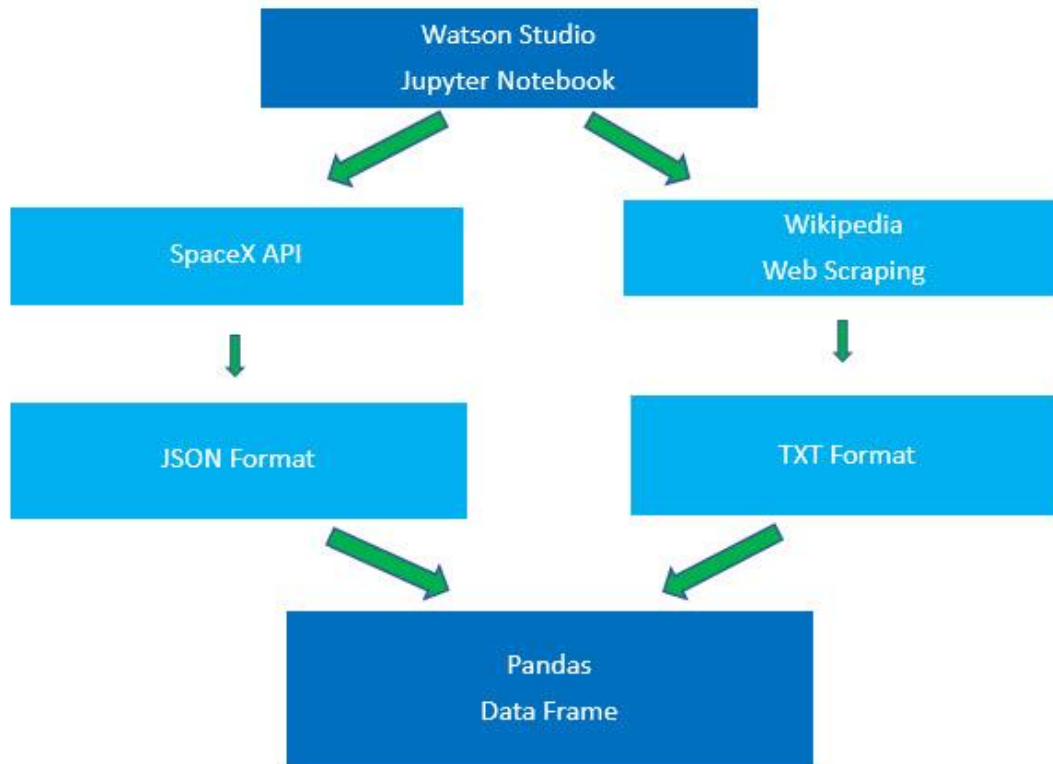 Watson Studio
Jupyter Notebook
SpaceX API
Wikipedia
Web Scraping
JSON Format
TXT Format
Pandas
Data Frame